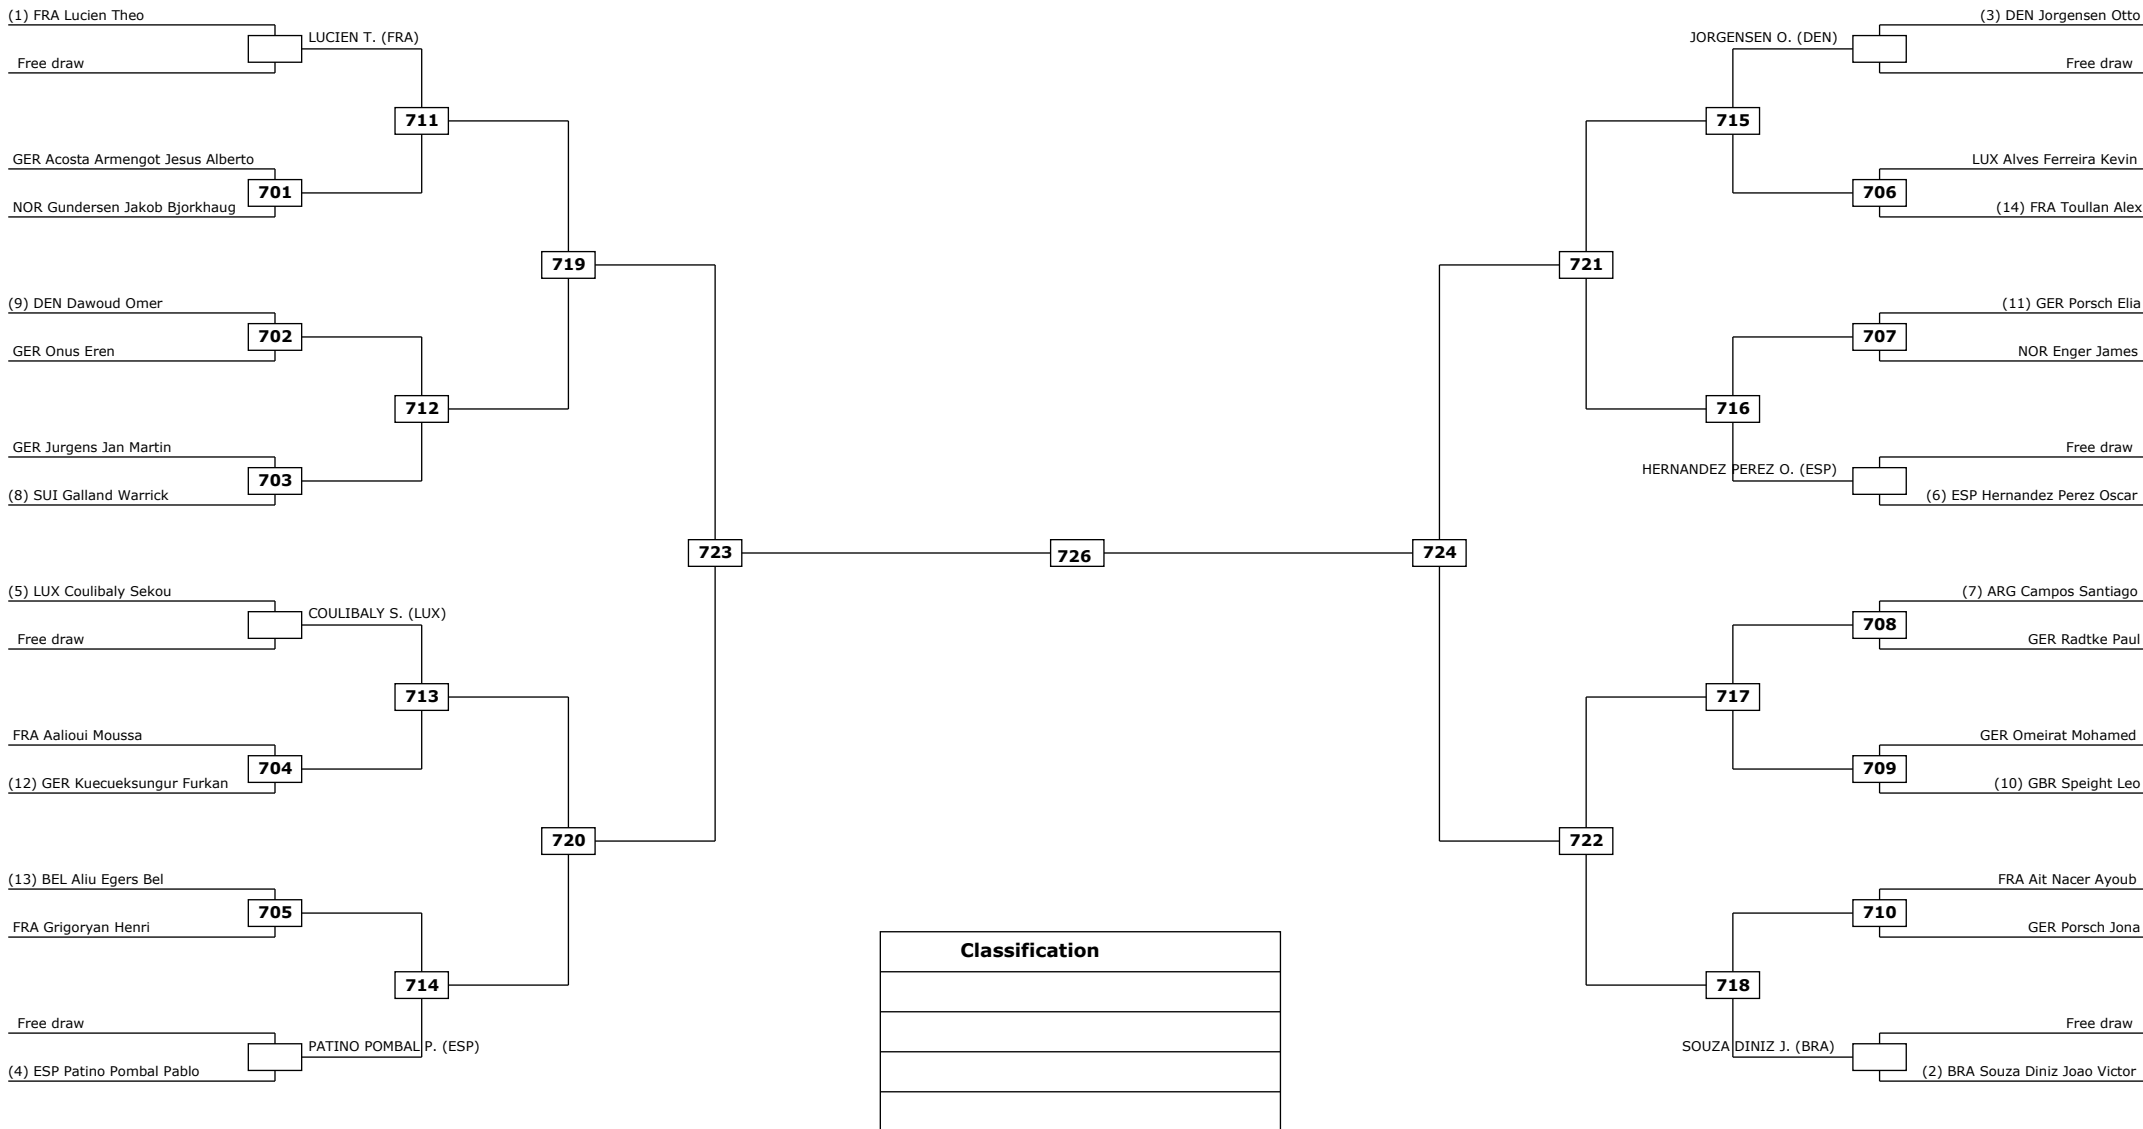 (1) FRA Lucien Theo
LUCIEN T. (FRA)
Free draw
711
GER Acosta Armengot Jesus Alberto
701
NOR Gundersen Jakob Bjorkhaug
719
(9) DEN Dawoud Omer
702
GER Onus Eren
712
GER Jurgens Jan Martin
703
(8) SUI Galland Warrick
723
(5) LUX Coulibaly Sekou
COULIBALY S. (LUX)
Free draw
713
FRA Aalioui Moussa
704
(12) GER Kuecueksungur Furkan
720
(13) BEL Aliu Egers Bel
705
FRA Grigoryan Henri
714
Free draw
PATINO POMBAL P. (ESP)
(4) ESP Patino Pombal Pablo
726
Classification
(3) DEN Jorgensen Otto
JORGENSEN O. (DEN)
Free draw
715
LUX Alves Ferreira Kevin
706
(14) FRA Toullan Alex
721
(11) GER Porsch Elia
707
NOR Enger James
716
Free draw
HERNANDEZ PEREZ O. (ESP)
(6) ESP Hernandez Perez Oscar
724
(7) ARG Campos Santiago
708
GER Radtke Paul
717
GER Omeirat Mohamed
709
(10) GBR Speight Leo
722
FRA Ait Nacer Ayoub
710
GER Porsch Jona
718
Free draw
SOUZA DINIZ J. (BRA)
(2) BRA Souza Diniz Joao Victor